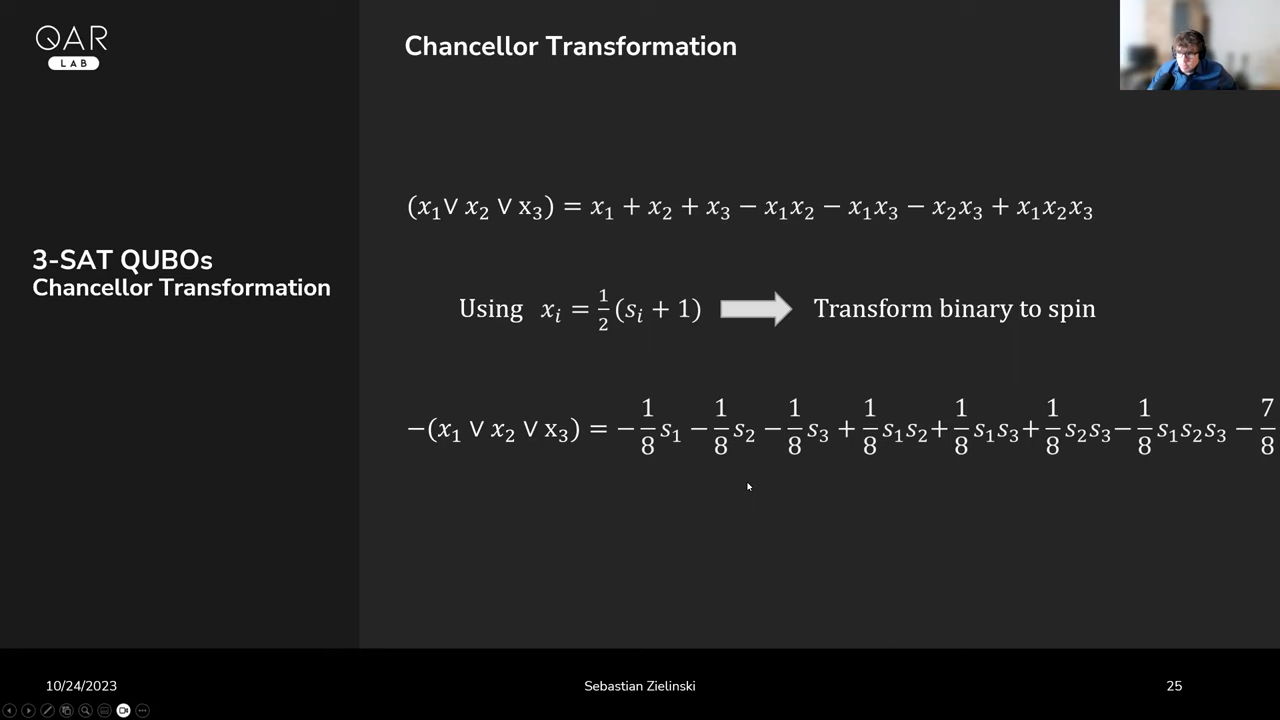 QAR
LAB
Chancellor Transformation
(x₁∨ x₂ ∨ x₃) = x₁ + x₂ + x₃ − x₁x₂ − x₁x₃ − x₂x₃ + x₁x₂x₃
3-SAT QUBOs
Chancellor Transformation
Using xᵢ = 1/2 (sᵢ + 1) Transform binary to spin
−(x₁ ∨ x₂ ∨ x₃) = − 1/8 s₁ − 1/8 s₂ − 1/8 s₃ + 1/8 s₁s₂+ 1/8 s₁s₃+ 1/8 s₂s₃− 1/8 s₁s₂s₃ − 7/8
10/24/2023
Sebastian Zielinski
25